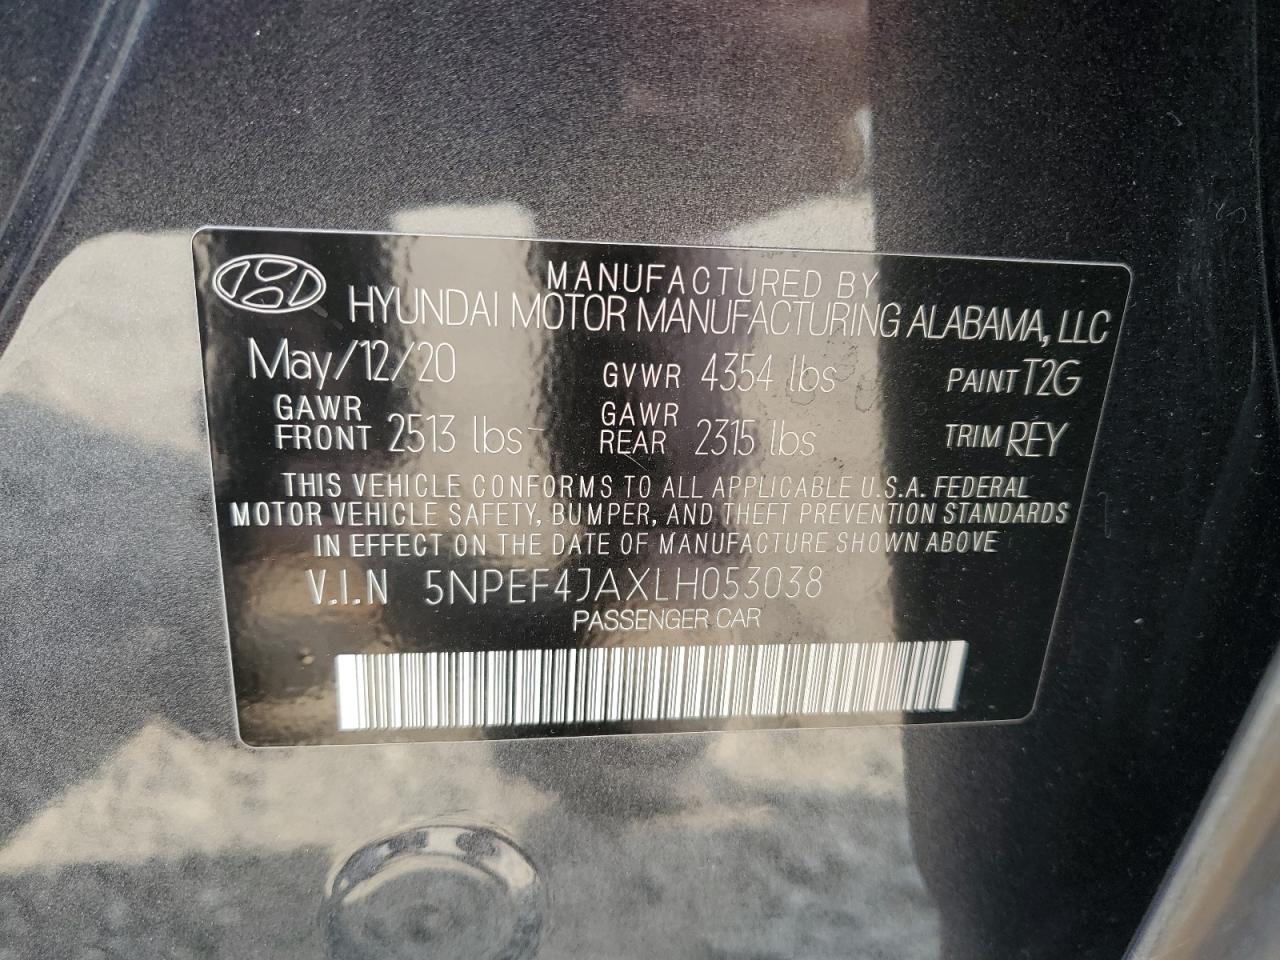 MANUFACTURED BY
HYUNDAI MOTOR MANUFACTURING ALABAMA, LLC
May/12/20 GVWR 4354 lbs PAINT T2G
GAWR FRONT 2513 lbs GAWR REAR 2315 lbs TRIM REY
THIS VEHICLE CONFORMS TO ALL APPLICABLE U.S.A. FEDERAL
MOTOR VEHICLE SAFETY, BUMPER, AND THEFT PREVENTION STANDARDS
IN EFFECT ON THE DATE OF MANUFACTURE SHOWN ABOVE
V.I.N 5NPEF4JAXLH053038
PASSENGER CAR